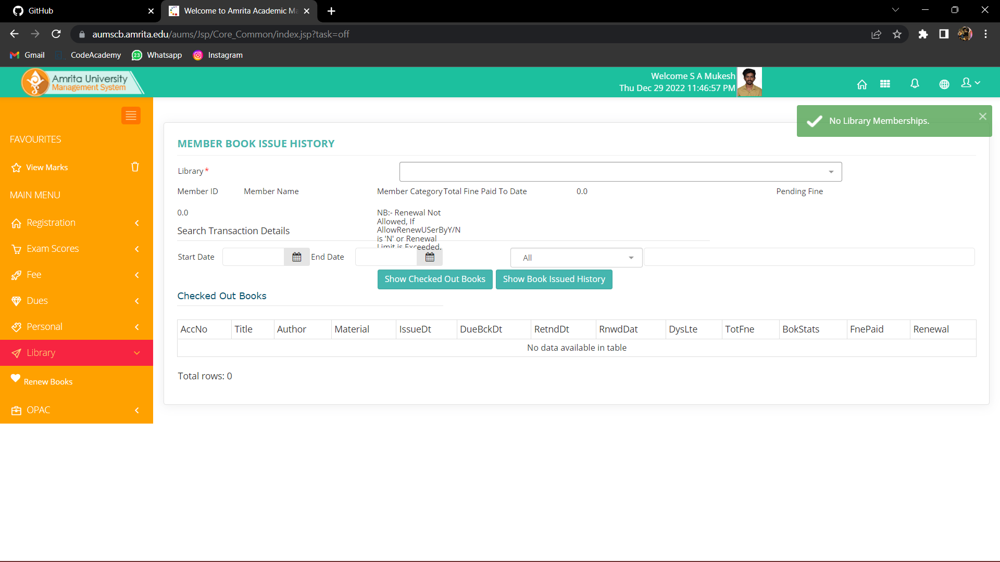 GitHub
Welcome to Amrita Academic Ma
aumscb.amrita.edu/aums/Jsp/Core_Common/index.jsp?task=off
Gmail CodeAcademy 23 Whatsapp Instagram
Amrita University
Management System
Welcome S A Mukesh
Thu Dec 29 2022 11:46:57 PM
No Library Memberships.
FAVOURITES
View Marks
MAIN MENU
Registration
Exam Scores
Fee
Dues
Personal
Library
Renew Books
OPAC
MEMBER BOOK ISSUE HISTORY
Library*
Member ID Member Name Member Category Total Fine Paid To Date 0.0 Pending Fine
0.0
NB:- Renewal Not
Allowed, If
AllowRenewUSerByY/N
is 'N' or Renewal
Limit is Exceeded.
Search Transaction Details
Start Date End Date All
Show Checked Out Books Show Book Issued History
Checked Out Books
AccNo Title Author Material IssueDt DueBckDt RetndDt RnwdDat DysLte TotFne BokStats FnePaid Renewal
No data available in table
Total rows: 0